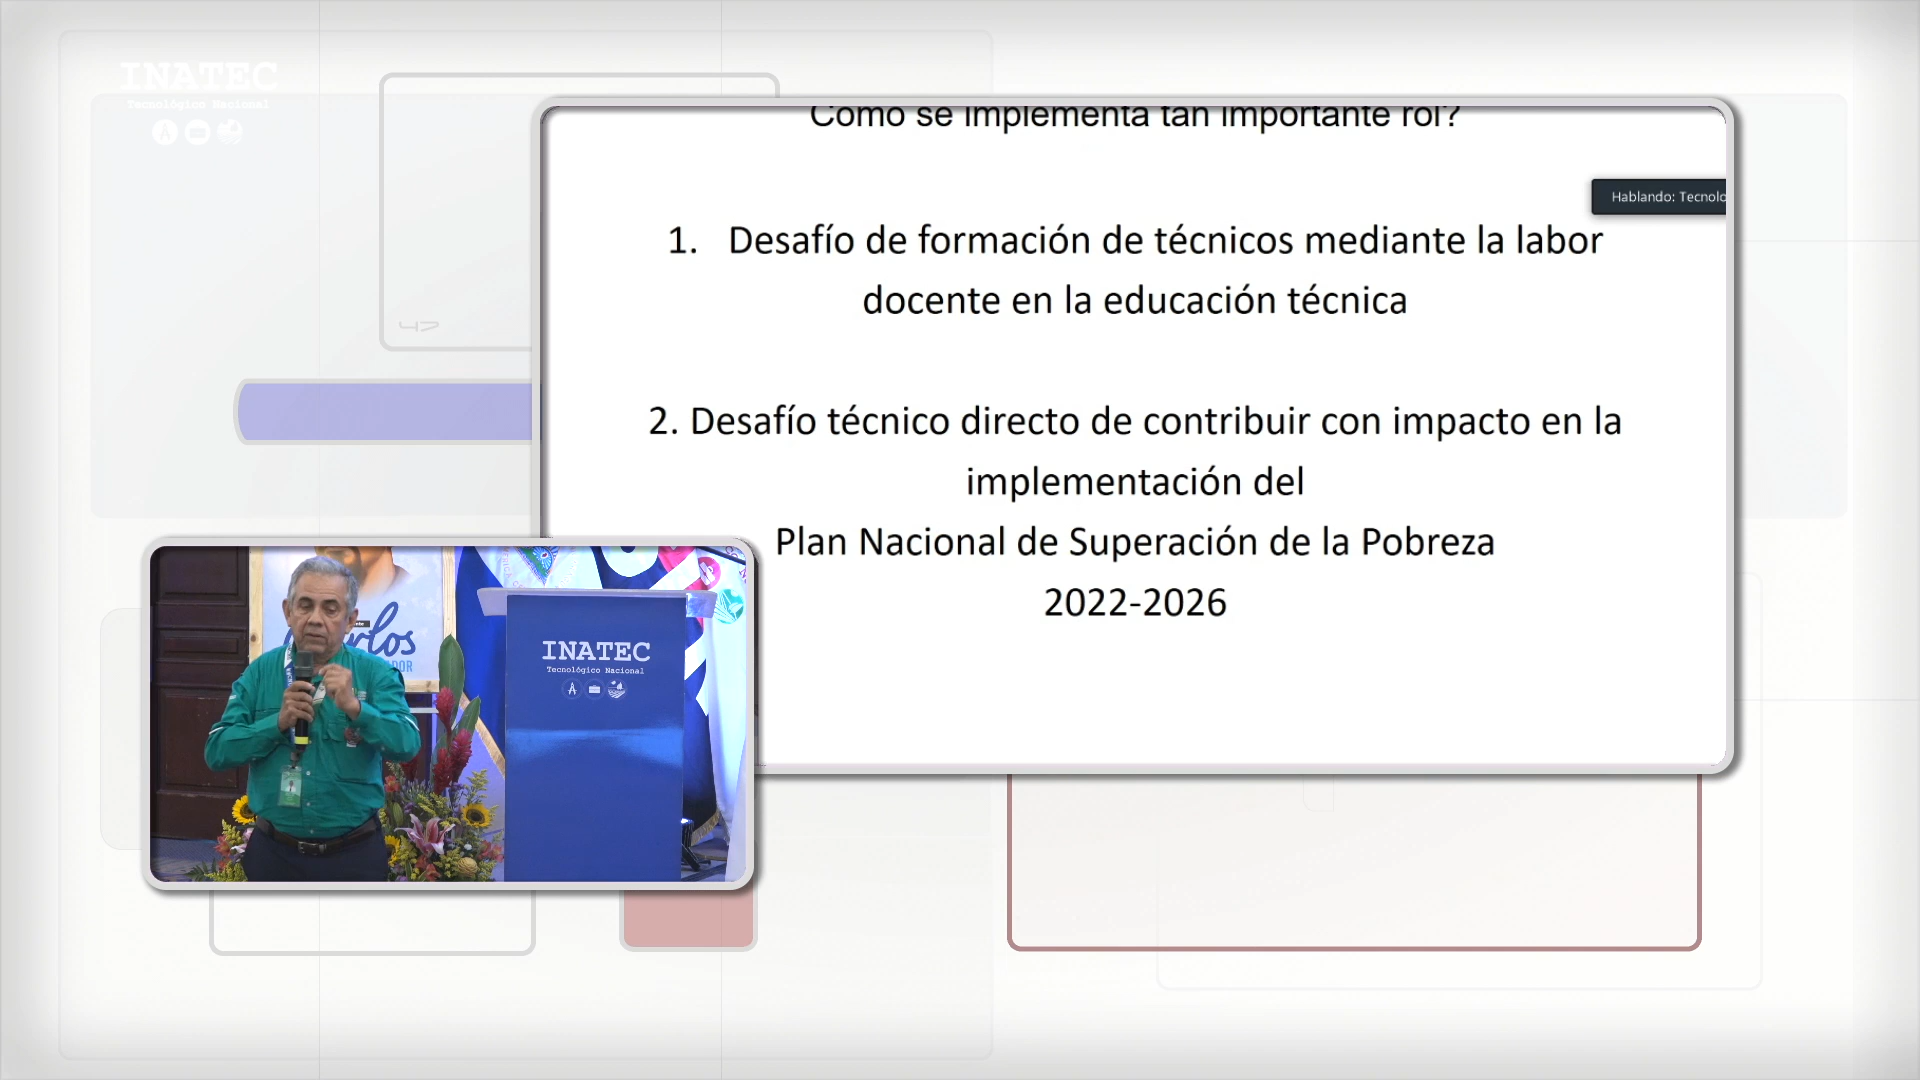 INATEC
Tecnológico Nacional
Como se implementa tan importante rol?
Hablando: Tecnolo
1. Desafío de formación de técnicos mediante la labor
docente en la educación técnica
2. Desafío técnico directo de contribuir con impacto en la
implementación del
Plan Nacional de Superación de la Pobreza
2022-2026
47
INATEC
Tecnológico Nacional